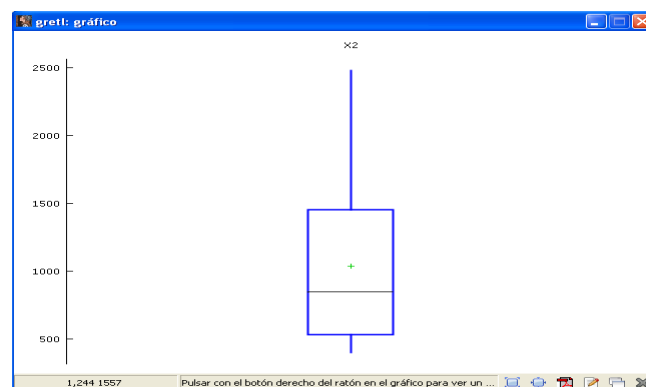 gretl: gráfico
X2
2500
2000
1500
1000
500
1,244 1557
Pulsar con el botón derecho del ratón en el gráfico para ver un ...